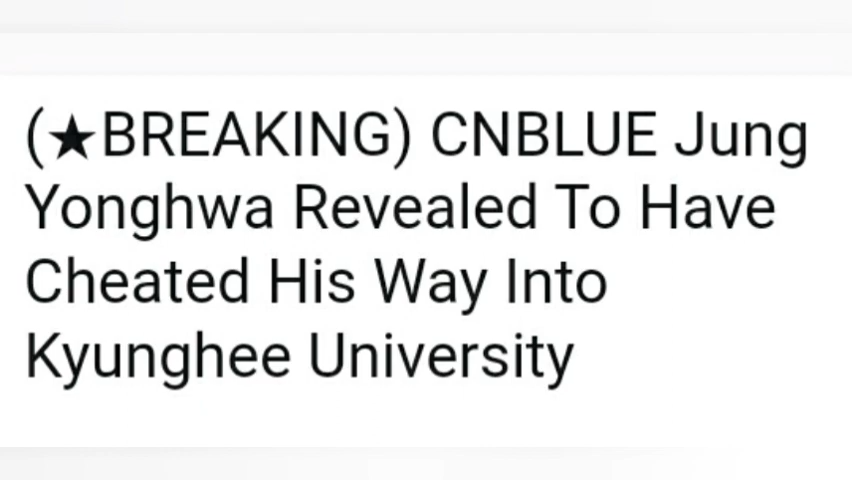 (★BREAKING) CNBLUE Jung
Yonghwa Revealed To Have
Cheated His Way Into
Kyunghee University